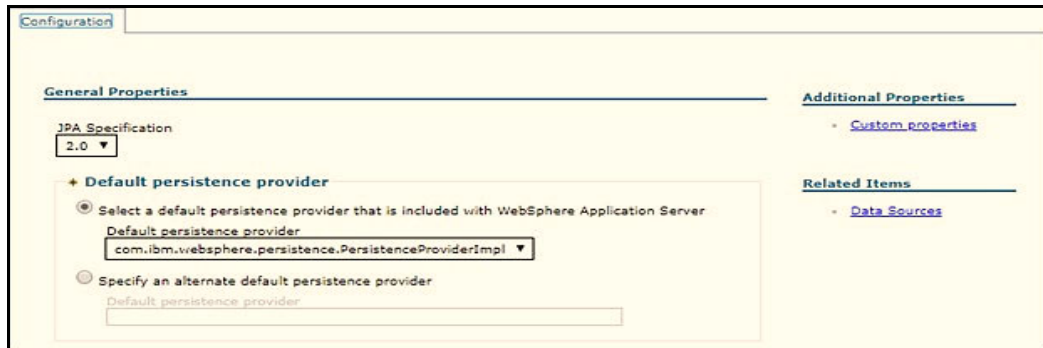 Configuration
General Properties
JPA Specification
2.0
Default persistence provider
Select a default persistence provider that is included with WebSphere Application Server
Default persistence provider
com.ibm.websphere.persistence.PersistenceProviderImpl
Specify an alternate default persistence provider
Default persistence provider
Additional Properties
Custom properties
Related Items
Data Sources